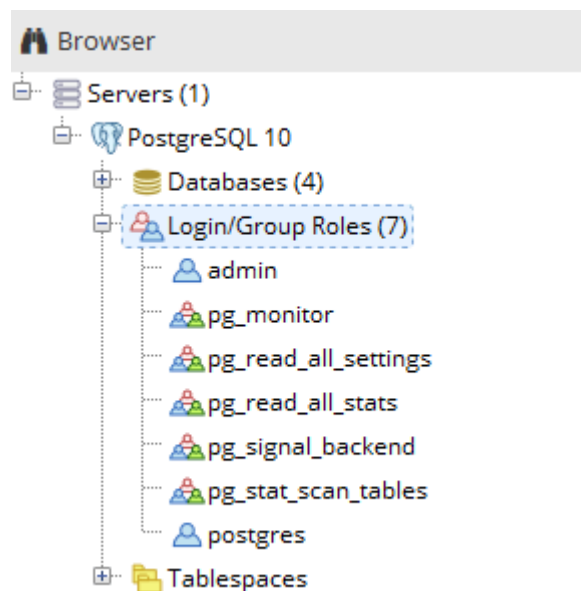 Browser
Servers (1)
PostgreSQL 10
Databases (4)
Login/Group Roles (7)
admin
pg_monitor
pg_read_all_settings
pg_read_all_stats
pg_signal_backend
pg_stat_scan_tables
postgres
Tablespaces